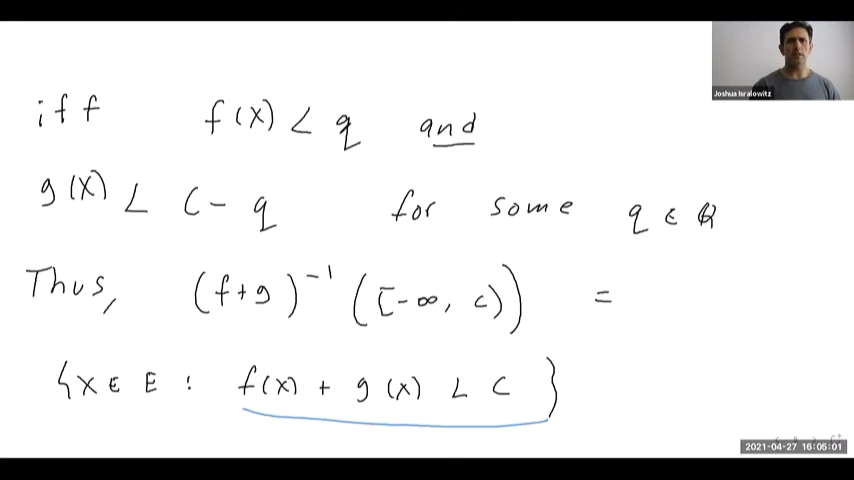 Joshua Isralowitz
iff f(x) < q and
g(x) < c - q for some q ∈ ℚ
Thus, (f+g)⁻¹([-∞, c)) =
{x ∈ E : f(x) + g(x) < c}
2021-04-27 16:05:01